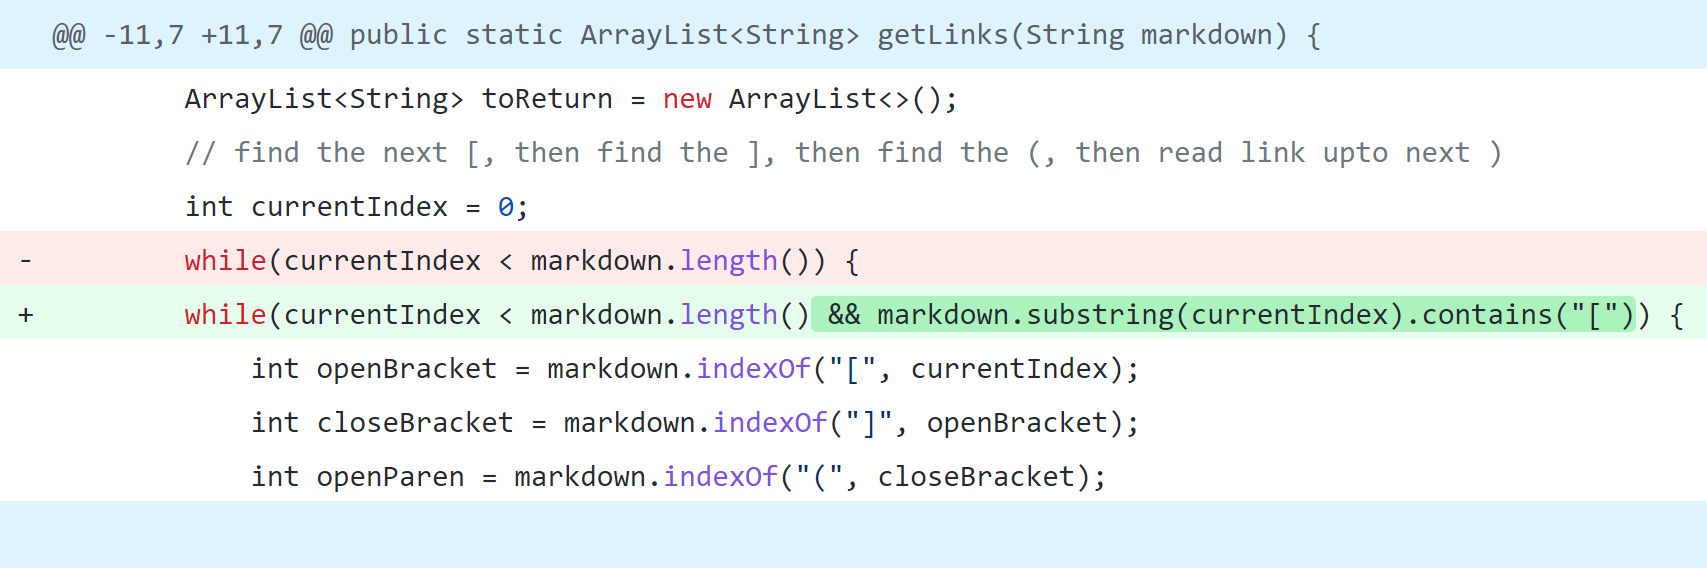 @@ -11,7 +11,7 @@ public static ArrayList<String> getLinks(String markdown) {
ArrayList<String> toReturn = new ArrayList<>();
// find the next [, then find the ], then find the (, then read link upto next )
int currentIndex = 0;
- while(currentIndex < markdown.length()) {
+ while(currentIndex < markdown.length() && markdown.substring(currentIndex).contains("[")) {
int openBracket = markdown.indexOf("[", currentIndex);
int closeBracket = markdown.indexOf("]", openBracket);
int openParen = markdown.indexOf("(", closeBracket);